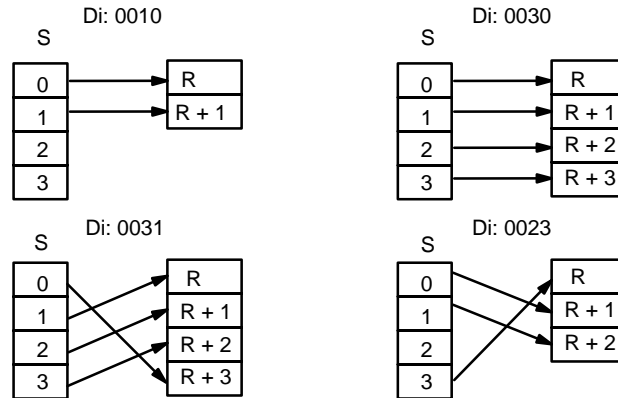 Di: 0010
S
0
1
2
3
R
R + 1
Di: 0030
S
0
1
2
3
R
R + 1
R + 2
R + 3
Di: 0031
S
0
1
2
3
R
R + 1
R + 2
R + 3
Di: 0023
S
0
1
2
3
R
R + 1
R + 2